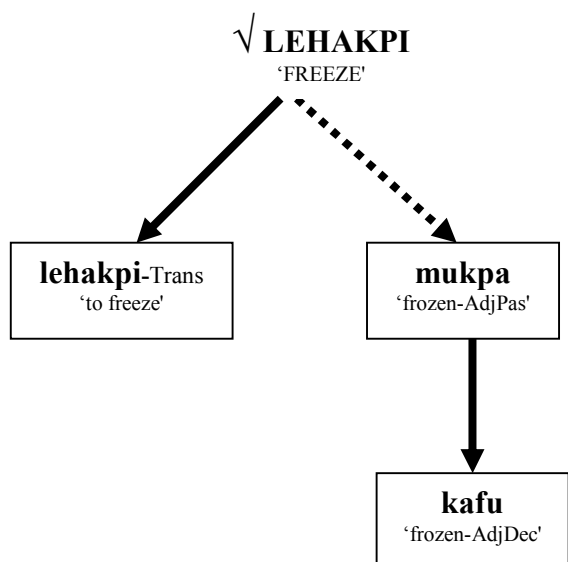 √ LEHAKPI
‘FREEZE'
lehakpi-Trans
‘to freeze'
mukpa
‘frozen-AdjPas'
kafu
‘frozen-AdjDec'